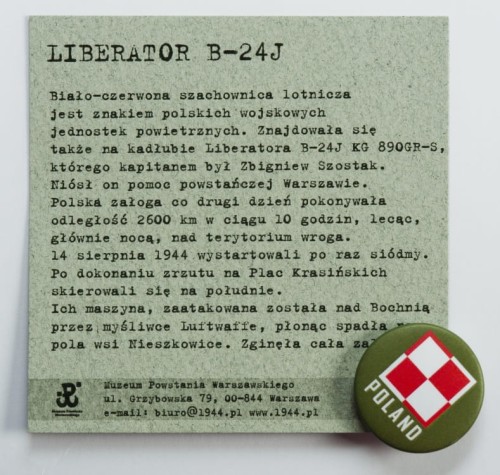 LIBERATOR B-24J
Biało-czerwona szachownica lotnicza
jest znakiem polskich wojskowych
jednostek powietrznych. Znajdowała się
także na kadłubie Liberatora B-24J KG 890GR-S,
którego kapitanem był Zbigniew Szostak.
Niósł on pomoc powstańczej Warszawie.
Polska załoga co drugi dzień pokonywała
odległość 2600 km w ciągu 10 godzin, lecąc,
głównie nocą, nad terytorium wroga.
14 sierpnia 1944 wystartowali po raz siódmy.
Po dokonaniu zrzutu na Plac Krasińskich
skierowali się na południe.
Ich maszyna, zaatakowana została nad Bochnią
przez myśliwce Luftwaffe, płonąc spadła
pola wsi Nieszkowice. Zginęła cała
Muzeum Powstania Warszawskiego
ul. Grzybowska 79, 00-844 Warszawa
e-mail: biuro@1944.pl www.1944.pl
POLAND